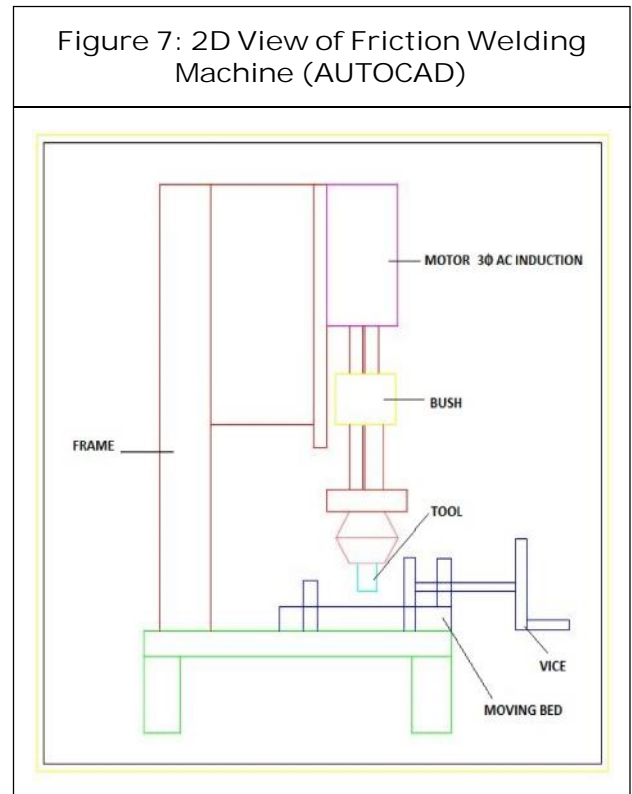 Figure 7: 2D View of Friction Welding
Machine (AUTOCAD)
MOTOR 3ϕ AC INDUCTION
BUSH
FRAME
TOOL
VICE
MOVING BED